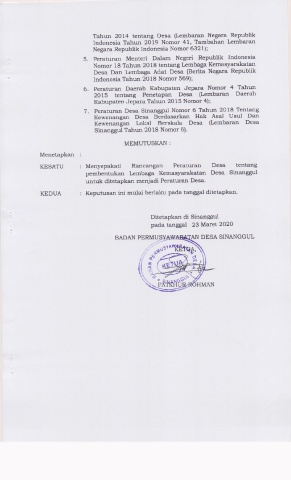 Tahun 2014 tentang Desa (Lembaran Negara Republik
Indonesia Tahun 2019 Nomor 41, Tambahan Lembaran
Negara Republik Indonesia Nomor 6321);
5. Peraturan Menteri Dalam Negeri Republik Indonesia
Nomor 18 Tahun 2018 tentang Lembaga Kemasyarakatan
Desa Dan Lembaga Adat Desa (Berita Negara Republik
Indonesia Tahun 2018 Nomor 569);
6. Peraturan Daerah Kabupaten Jepara Nomor 4 Tahun
2015 tentang Penetapan Desa (Lembaran Daerah
Kabupaten Jepara Tahun 2015 Nomor 4);
7. Peraturan Desa Sinanggul Nomor 6 Tahun 2018 Tentang
Kewenangan Desa Berdasarkan Hak Asal Usul Dan
Kewenangan Lokal Berskala Desa (Lembaran Desa
Sinanggul Tahun 2018 Nomor 6).
MEMUTUSKAN :
Menetapkan :
KESATU : Menyepakati Rancangan Peraturan Desa tentang
pembentukan Lembaga Kemasyarakatan Desa Sinanggul
untuk ditetapkan menjadi Peraturan Desa.
KEDUA : Keputusan ini mulai berlaku pada tanggal ditetapkan.
Ditetapkan di Sinanggul
pada tanggal 23 Maret 2020
BADAN PERMUSYAWARATAN DESA SINANGGUL
KETUA
KETUA
SINANGGUL
FATKHUR ROHMAN